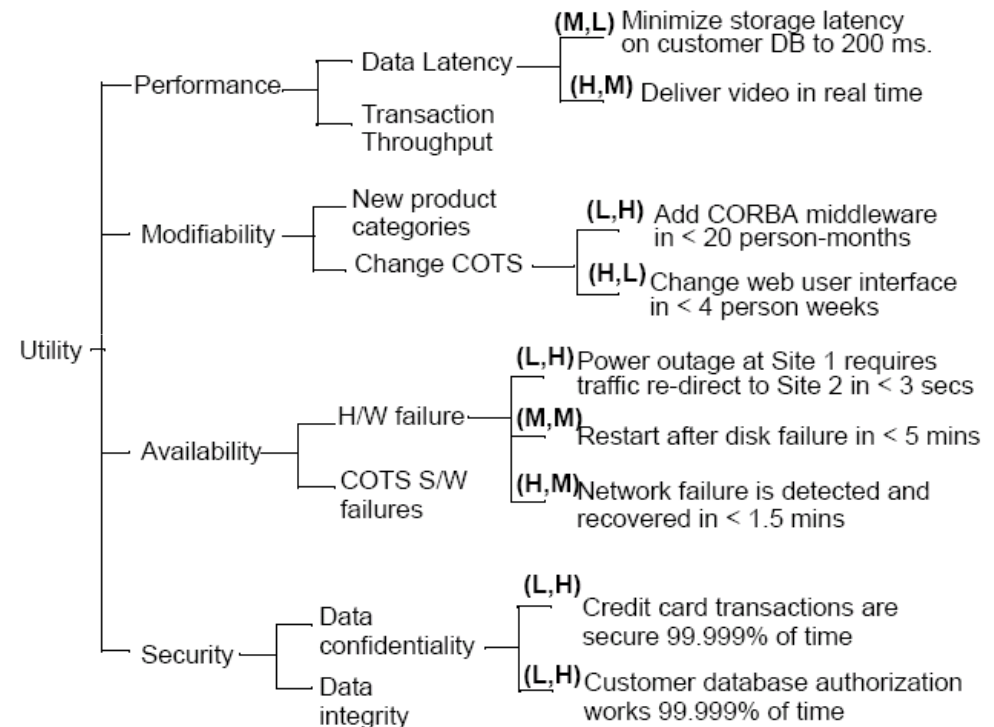 (M,L) Minimize storage latency
on customer DB to 200 ms.
Data Latency
Performance
(H,M) Deliver video in real time
Transaction
Throughput
New product
categories
(L,H) Add CORBA middleware
in < 20 person-months
Modifiability
Change COTS
(H,L) Change web user interface
in < 4 person weeks
Utility
(L,H) Power outage at Site 1 requires
traffic re-direct to Site 2 in < 3 secs
H/W failure
(M,M) Restart after disk failure in < 5 mins
Availability
COTS S/W
failures
(H,M) Network failure is detected and
recovered in < 1.5 mins
(L,H) Credit card transactions are
secure 99.999% of time
Data
confidentiality
Security
(L,H) Customer database authorization
works 99.999% of time
Data
integrity